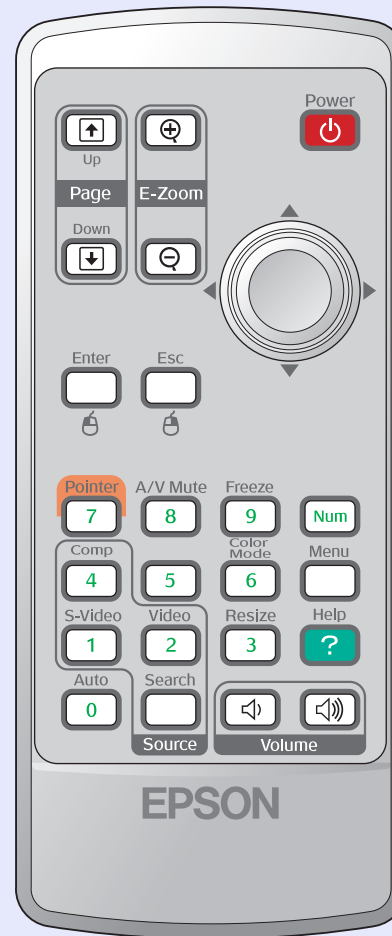 Power
Up
Page E-Zoom
Down
Enter Esc
Pointer A/V Mute Freeze
7 8 9 Num
Comp Color Mode Menu
4 5 6
S-Video Video Resize Help
1 2 3 ?
Auto Search
0
Source Volume
EPSON